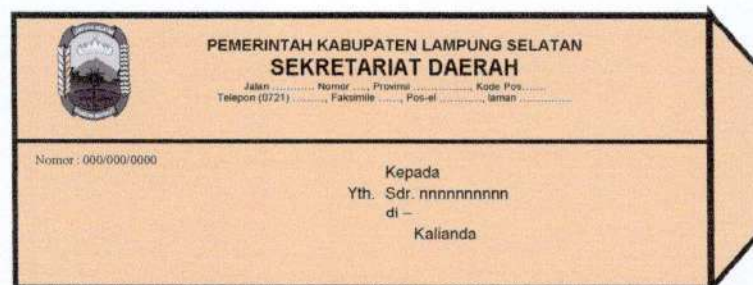 PEMERINTAH KABUPATEN LAMPUNG SELATAN
SEKRETARIAT DAERAH
Jalan ............ Nomor ...., Provinsi ................, Kode Pos.......
Telepon (0721) ........., Faksimile ......, Pos-el ............, laman ...............
Nomor : 000/000/0000
Kepada
Yth. Sdr. nnnnnnnnnn
di –
Kalianda